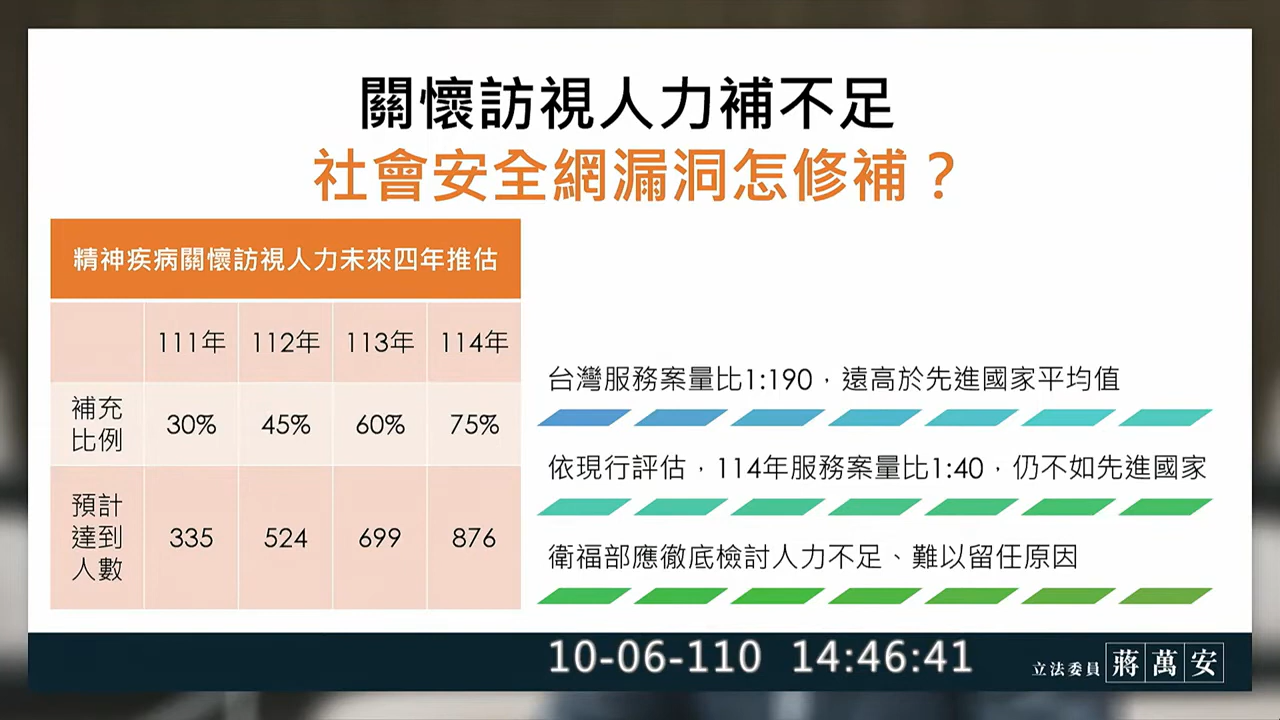 關懷訪視人力補不足
社會安全網漏洞怎修補？
精神疾病關懷訪視人力未來四年推估
111年 112年 113年 114年
補充比例 30% 45% 60% 75%
預計達到人數 335 524 699 876
台灣服務案量比1:190，遠高於先進國家平均值
依現行評估，114年服務案量比1:40，仍不如先進國家
衛福部應徹底檢討人力不足、難以留任原因
10-06-110 14:46:41
立法委員 蔣萬安